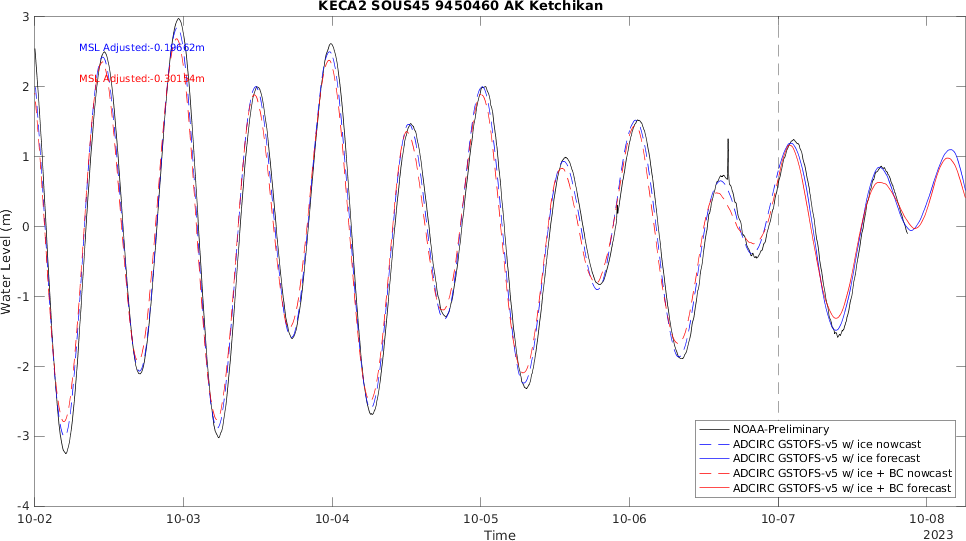 KECA2 SOUS45 9450460 AK Ketchikan
3
2
1
0
-1
-2
-3
-4
Water Level (m)
MSL Adjusted:-0.19662m
MSL Adjusted:-0.30154m
NOAA-Preliminary
ADCIRC GSTOFS-v5 w/ ice nowcast
ADCIRC GSTOFS-v5 w/ ice forecast
ADCIRC GSTOFS-v5 w/ ice + BC nowcast
ADCIRC GSTOFS-v5 w/ ice + BC forecast
10-02 10-03 10-04 10-05 10-06 10-07 10-08
Time
2023